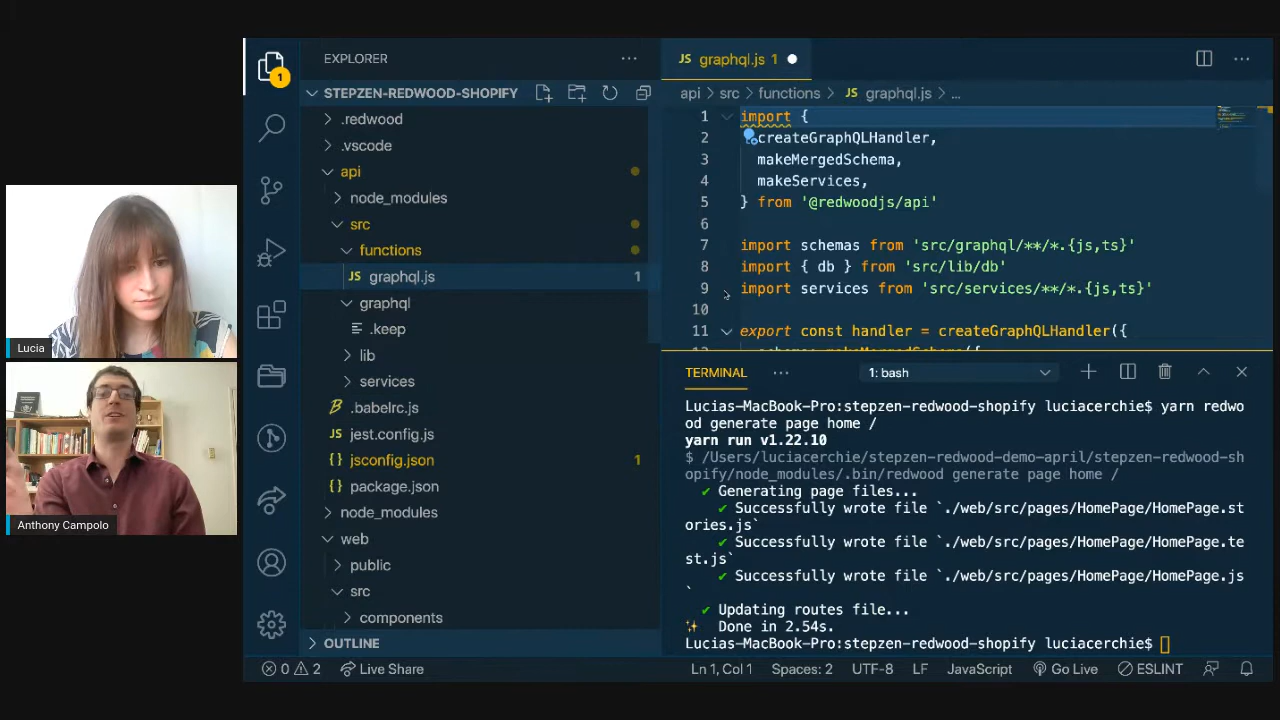 EXPLORER
STEPZEN-REDWOOD-SHOPIFY
.redwood
.vscode
api
node_modules
src
functions
JS graphql.js 1
graphql
.keep
lib
services
.babelrc.js
JS jest.config.js
{} jsconfig.json 1
{} package.json
node_modules
web
public
src
components
OUTLINE
1
JS graphql.js 1
api > src > functions > JS graphql.js > ...
1 import {
2 createGraphQLHandler,
3 makeMergedSchema,
4 makeServices,
5 } from '@redwoodjs/api'
6
7 import schemas from 'src/graphql/**/*.{js,ts}'
8 import { db } from 'src/lib/db'
9 import services from 'src/services/**/*.{js,ts}'
10
11 export const handler = createGraphQLHandler({
TERMINAL
1: bash
Lucias-MacBook-Pro:stepzen-redwood-shopify luciacerchie$ yarn redwo
od generate page home /
yarn run v1.22.10
$ /Users/luciacerchie/stepzen-redwood-demo-april/stepzen-redwood-sh
opify/node_modules/.bin/redwood generate page home /
✔ Generating page files...
✔ Successfully wrote file `./web/src/pages/HomePage/HomePage.st
ories.js`
✔ Successfully wrote file `./web/src/pages/HomePage/HomePage.te
st.js`
✔ Successfully wrote file `./web/src/pages/HomePage/HomePage.js
`
✔ Updating routes file...
✨ Done in 2.54s.
Lucias-MacBook-Pro:stepzen-redwood-shopify luciacerchie$
0 2 Live Share Ln 1, Col 1 Spaces: 2 UTF-8 LF JavaScript Go Live ESLINT
Lucia
Anthony Campolo